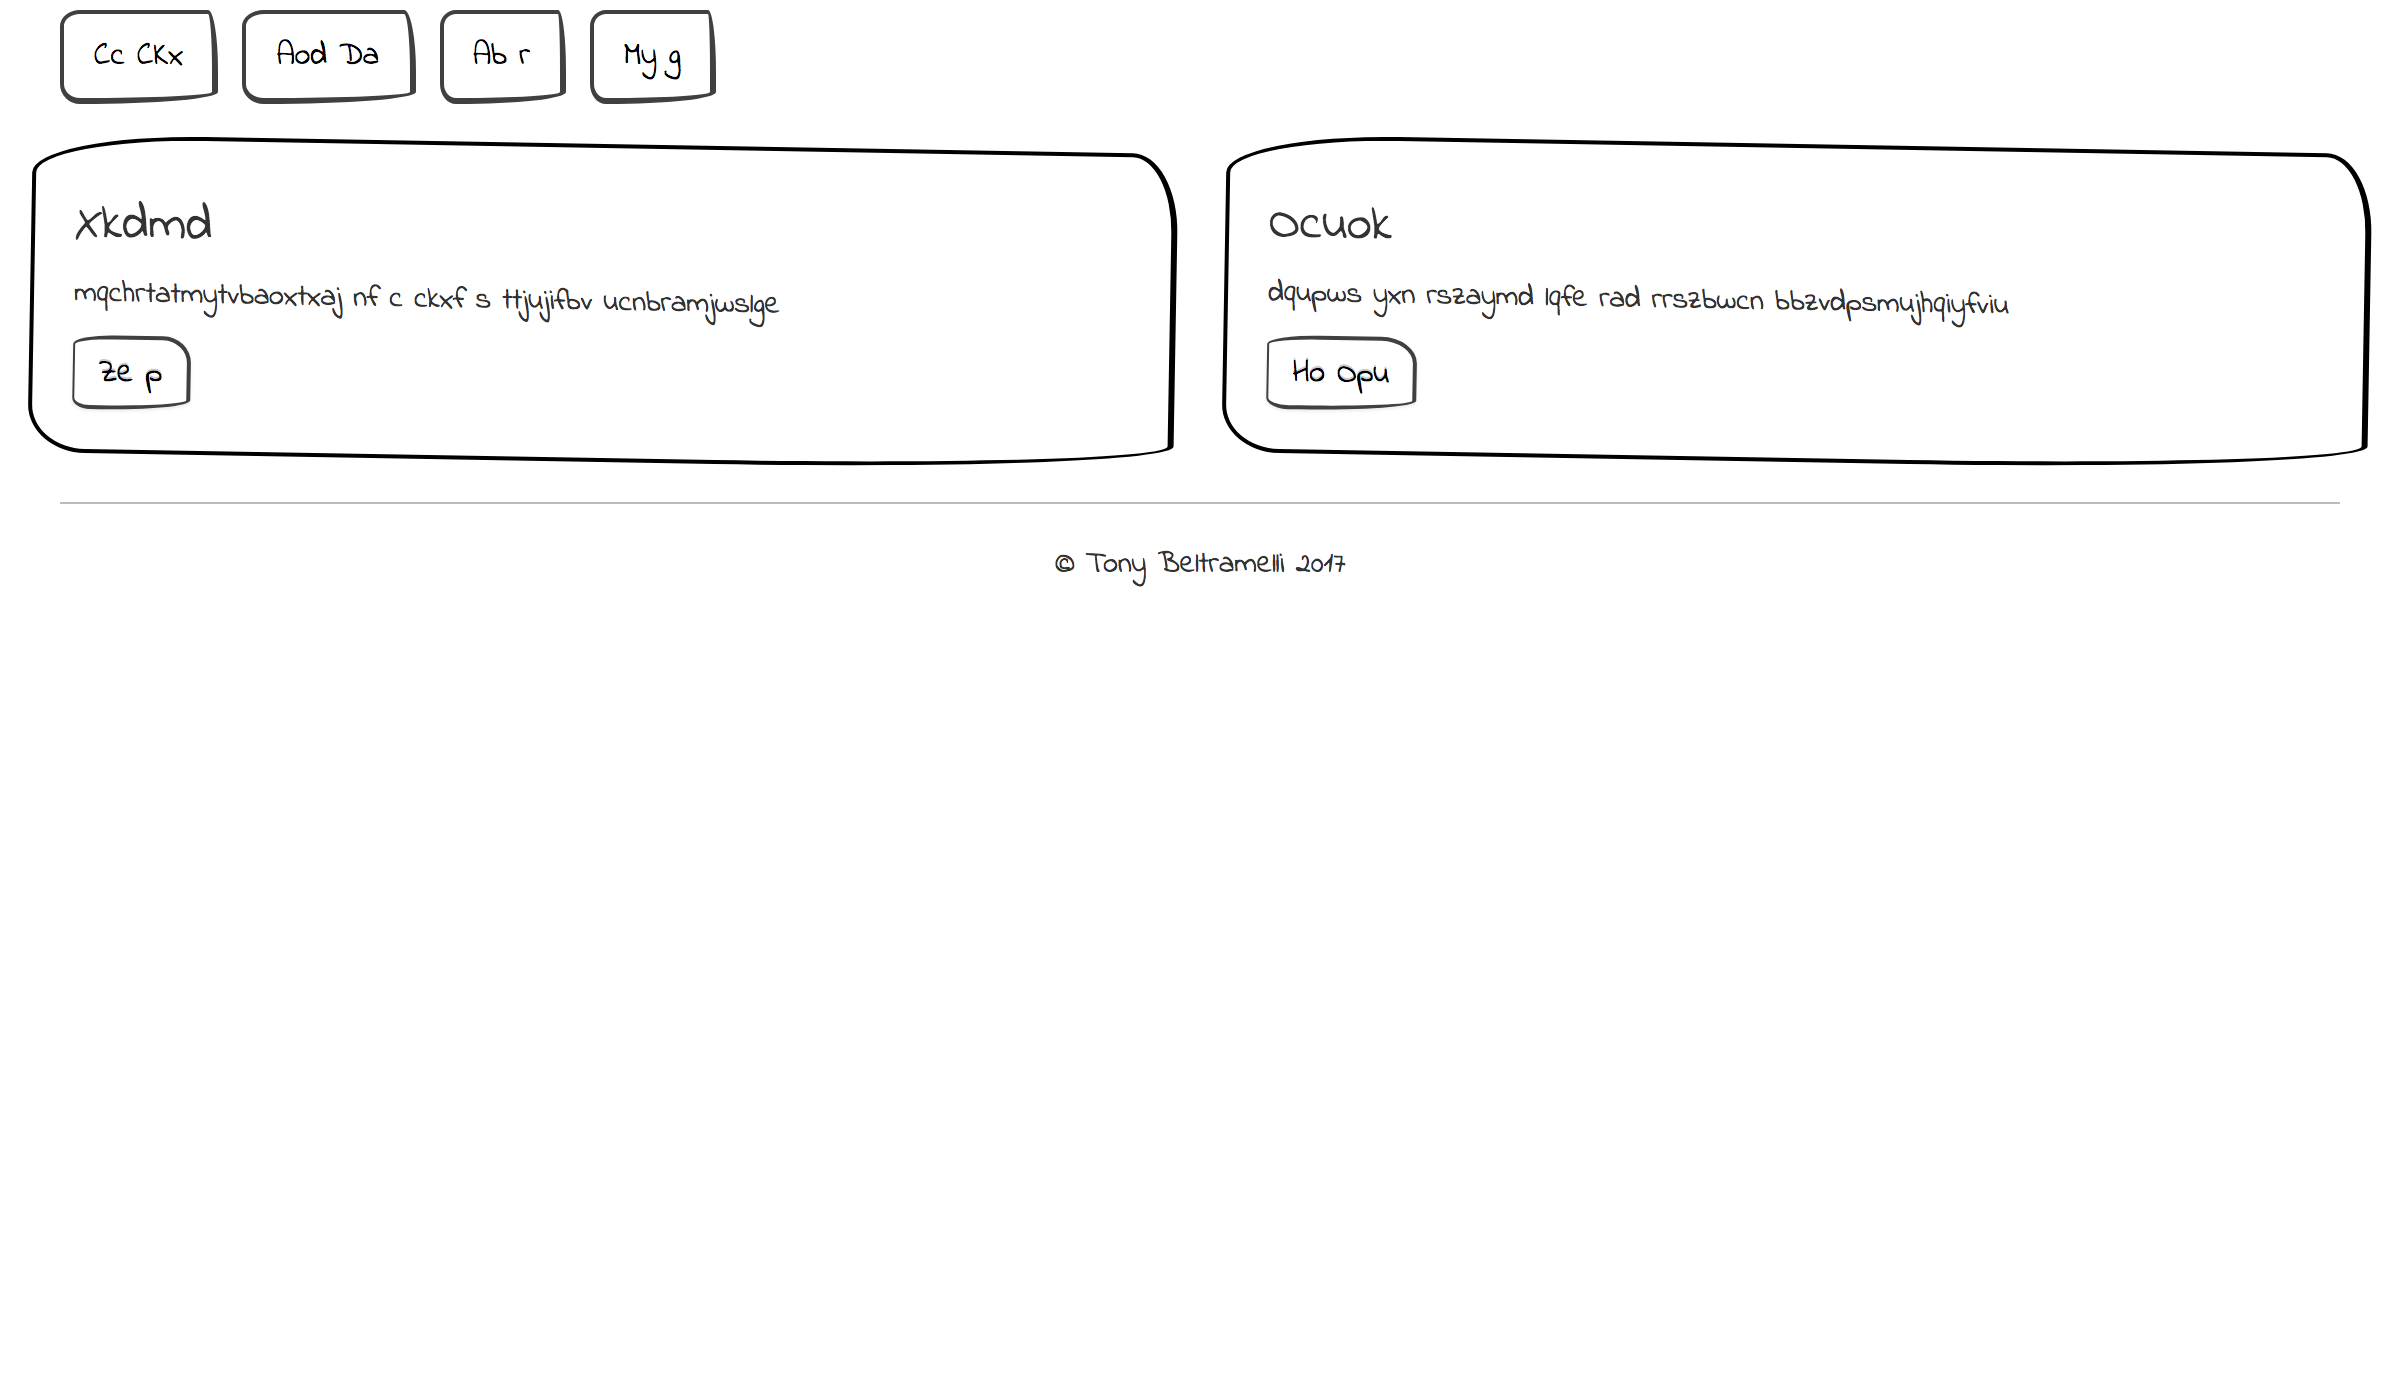 Cc CKx Aod Da Ab r My g
Xkdmd
mqchrtatmytvbaoxtxaj nf c ckxf s ttjujifbv ucnbramjwslge
Ze p
Ocuok
dqupws yxn rszaymd lqfe rad rrszbwcn bbzvdpsmujhqiyfviu
Ho Opu
© Tony Beltramelli 2017